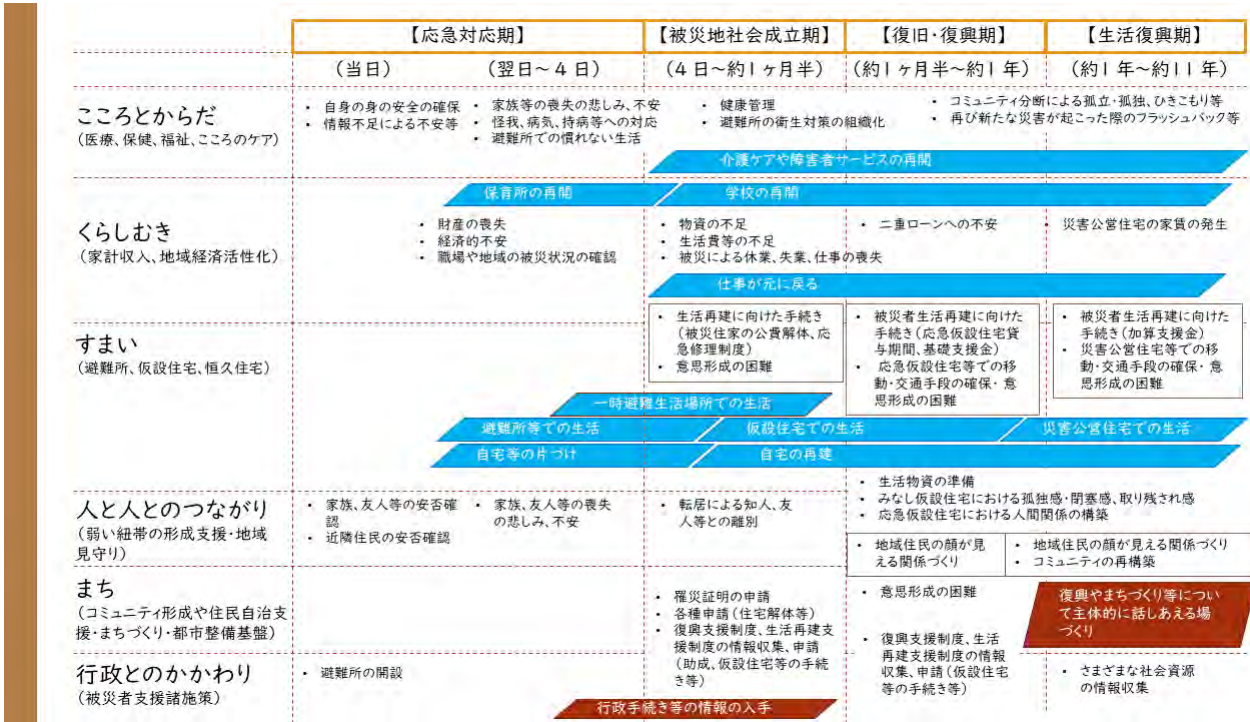 【応急対応期】
【被災地社会成立期】
【復旧・復興期】
【生活復興期】
（当日）
（翌日～4日）
（4日～約1ヶ月半）
（約1ヶ月半～約1年）
（約1年～約11年）
こころとからだ
（医療、保健、福祉、こころのケア）
・ 自身の身の安全の確保
・ 情報不足による不安等
・ 家族等の喪失の悲しみ、不安
・ 怪我、病気、持病等への対応
・ 避難所での慣れない生活
・ 健康管理
・ 避難所の衛生対策の組織化
・ コミュニティ分断による孤立・孤独、ひきこもり等
・ 再び新たな災害が起こった際のフラッシュバック等
介護ケアや障害者サービスの再開
保育所の再開
学校の再開
くらしむき
（家計収入、地域経済活性化）
・ 財産の喪失
・ 経済的不安
・ 職場や地域の被災状況の確認
・ 物資の不足
・ 生活費等の不足
・ 被災による休業、失業、仕事の喪失
・ 二重ローンへの不安
・ 災害公営住宅の家賃の発生
仕事が元に戻る
すまい
（避難所、仮設住宅、恒久住宅）
・ 生活再建に向けた手続き
（被災住家の公費解体、応
急修理制度）
・ 意思形成の困難
・ 被災者生活再建に向けた
手続き（応急仮設住宅貸
与期間、基礎支援金）
・ 応急仮設住宅等での移
動・交通手段の確保・意
思形成の困難
・ 被災者生活再建に向けた
手続き（加算支援金）
・ 災害公営住宅等での移
動・交通手段の確保・意
思形成の困難
一時避難生活場所での生活
避難所等での生活
仮設住宅での生活
災害公営住宅での生活
自宅等の片づけ
自宅の再建
人と人とのつながり
（弱い紐帯の形成支援・地域
見守り）
・ 家族、友人等の安否確
認
・ 近隣住民の安否確認
・ 家族、友人等の喪失
の悲しみ、不安
・ 転居による知人、友
人等との離別
・ 生活物資の準備
・ みなし仮設住宅における孤独感・閉塞感、取り残され感
・ 応急仮設住宅における人間関係の構築
・ 地域住民の顔が見
える関係づくり
・ 地域住民の顔が見える関係づくり
・ コミュニティの再構築
まち
（コミュニティ形成や住民自治支
援・まちづくり・都市整備基盤）
・ 罹災証明の申請
・ 各種申請（住宅解体等）
・ 復興支援制度、生活再建支
援制度の情報収集、申請
（助成、仮設住宅等の手続
き等）
・ 意思形成の困難
・ 復興支援制度、生活
再建支援制度の情報
収集、申請（仮設住宅
等の手続き等）
復興やまちづくり等につい
て主体的に話しあえる場
づくり
行政とのかかわり
（被災者支援諸施策）
・ 避難所の開設
・ さまざまな社会資源
の情報収集
行政手続き等の情報の入手